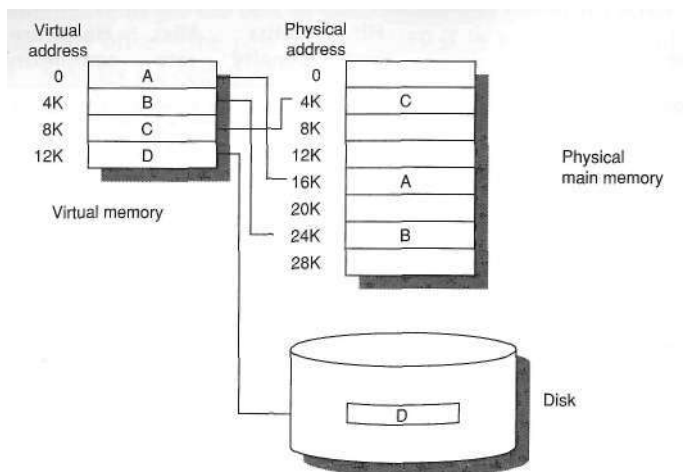 Virtual
address
0
A
4K
B
8K
C
12K
D
Virtual memory
Physical
address
0
4K
C
8K
12K
16K
A
20K
24K
B
28K
Physical
main memory
D
Disk